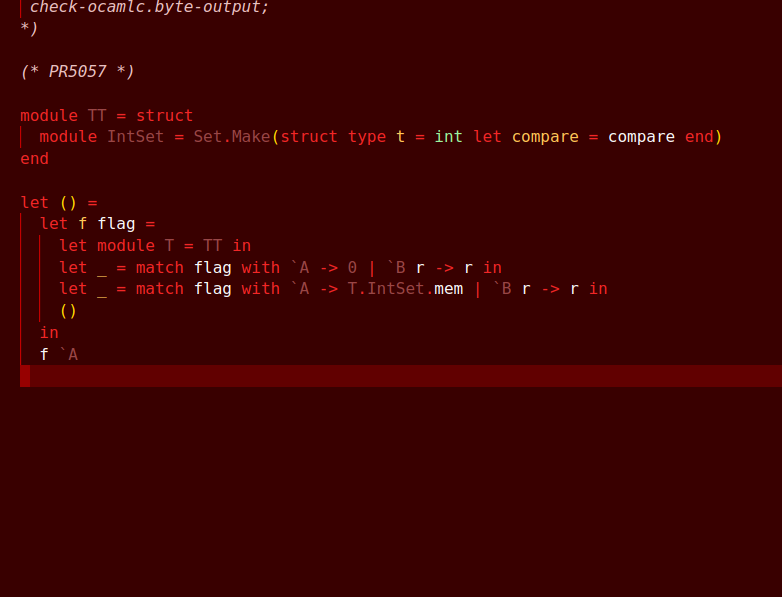 check-ocamlc.byte-output;
*)
(* PR5057 *)
module TT = struct
module IntSet = Set.Make(struct type t = int let compare = compare end)
end
let () =
let f flag =
let module T = TT in
let _ = match flag with `A -> 0 | `B r -> r in
let _ = match flag with `A -> T.IntSet.mem | `B r -> r in
()
in
f `A